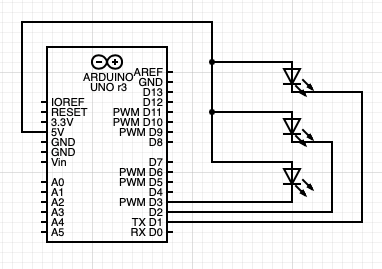 ARDUINO
UNO r3
IOREF
RESET
3.3V
5V
GND
GND
Vin
A0
A1
A2
A3
A4
A5
AREF
GND
D13
D12
PWM D11
PWM D10
PWM D9
D8
D7
PWM D6
PWM D5
D4
PWM D3
D2
TX D1
RX D0